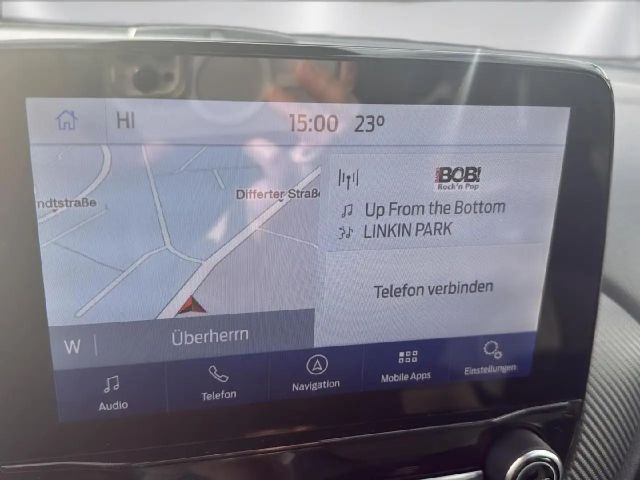 HI
15:00 23°
ndtstraße
Differter Straße
BOB!
Rock'n Pop
Up From the Bottom
LINKIN PARK
Telefon verbinden
W
Überherrn
Audio
Telefon
Navigation
Mobile Apps
Einstellungen